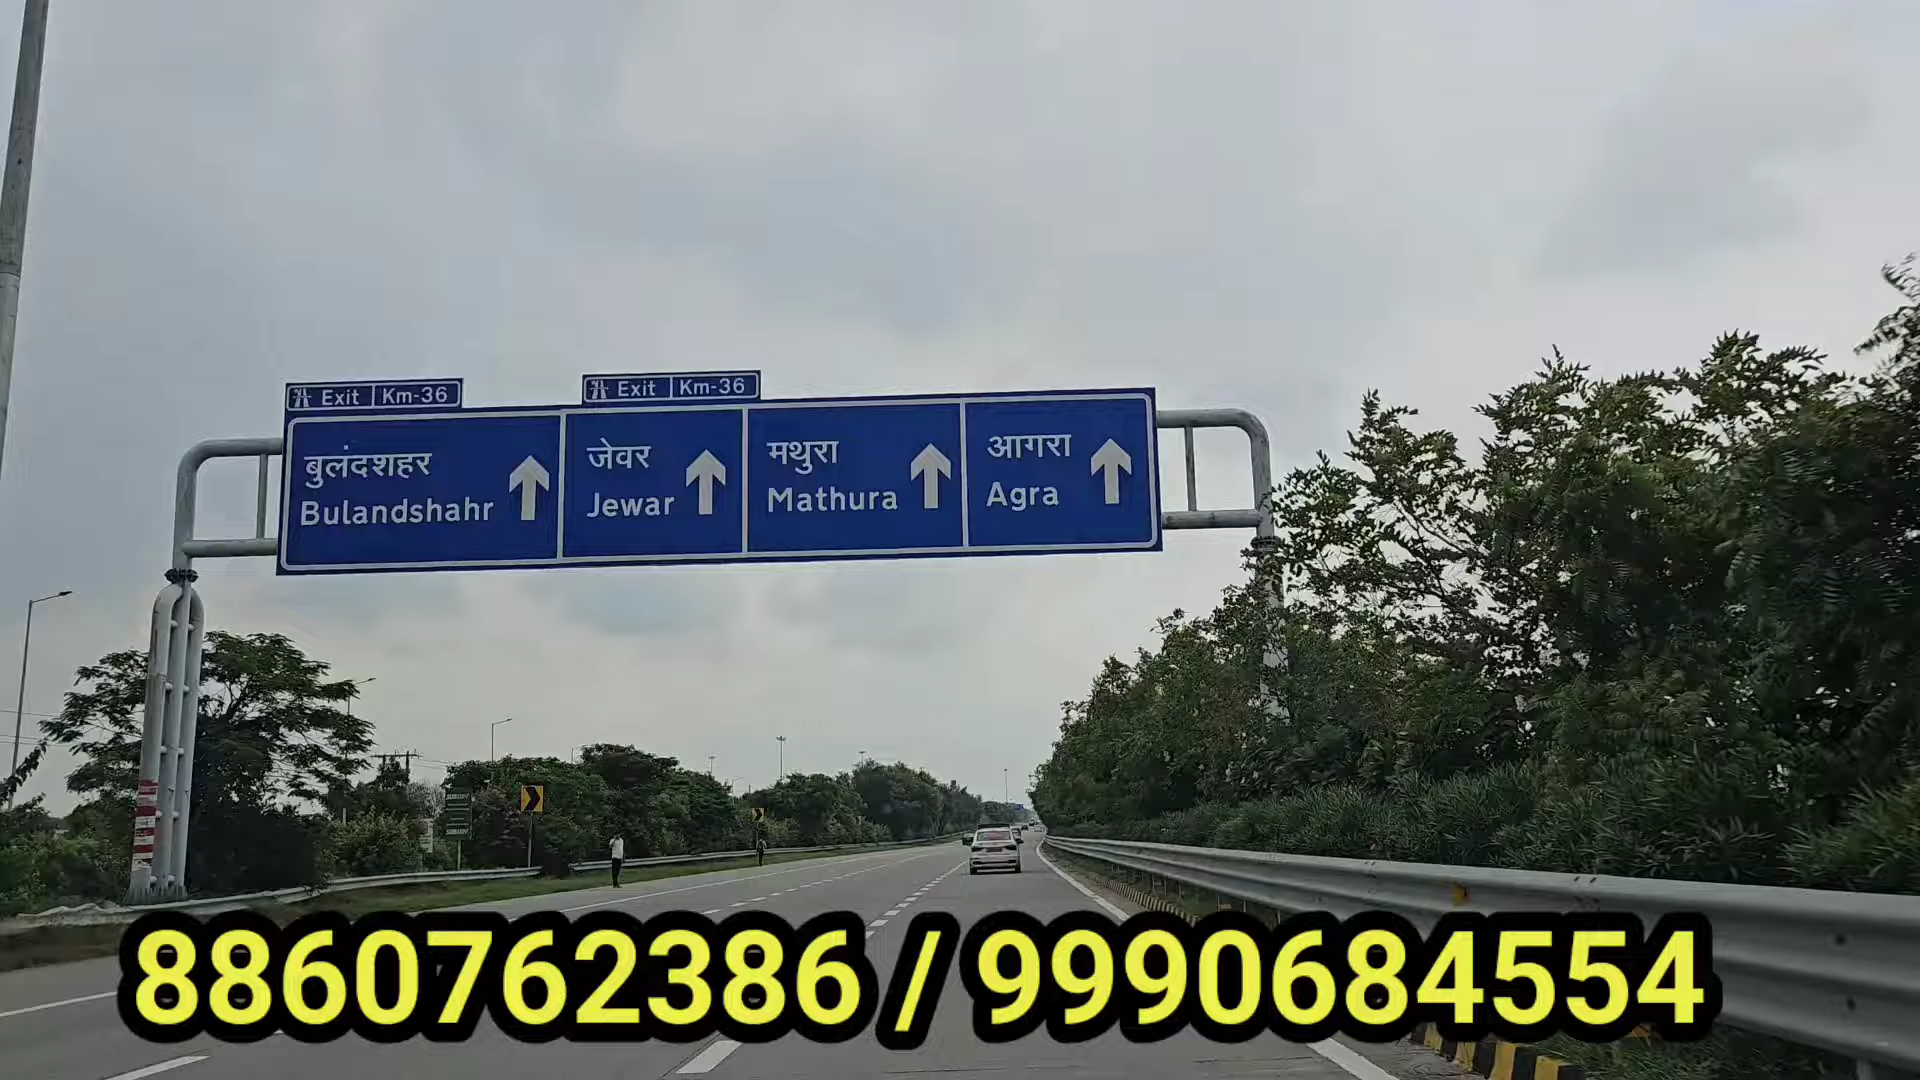 Exit Km-36
Exit Km-36
बुलंदशहर
Bulandshahr
जेवर
Jewar
मथुरा
Mathura
आगरा
Agra
8860762386 / 9990684554